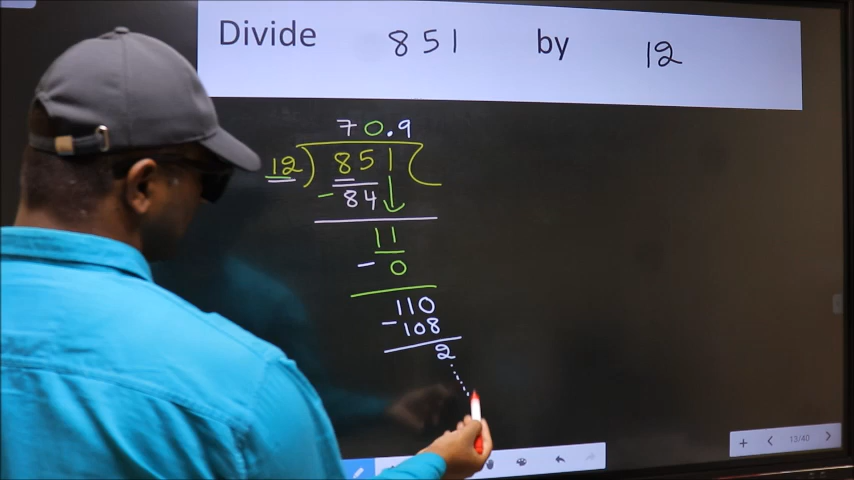 Divide 851 by 12
70.9
12) 851 (
- 84
11
- 0
110
- 108
2
+ < 13/40 >